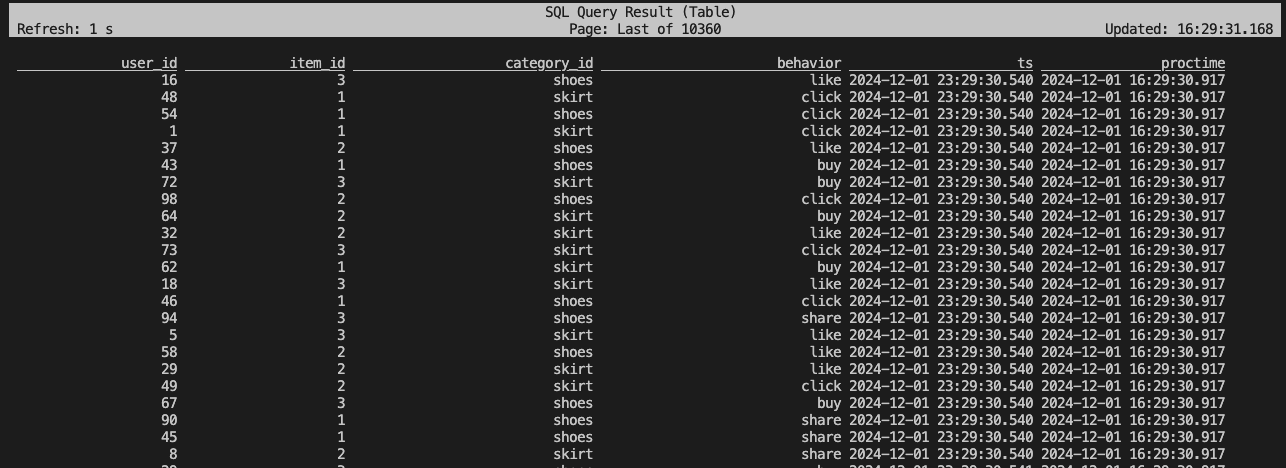 SQL Query Result (Table)
Refresh: 1 s Page: Last of 10360 Updated: 16:29:31.168
user_id item_id category_id behavior ts proctime
16 3 shoes like 2024-12-01 23:29:30.540 2024-12-01 16:29:30.917
48 1 skirt click 2024-12-01 23:29:30.540 2024-12-01 16:29:30.917
54 1 shoes click 2024-12-01 23:29:30.540 2024-12-01 16:29:30.917
1 1 skirt click 2024-12-01 23:29:30.540 2024-12-01 16:29:30.917
37 2 shoes like 2024-12-01 23:29:30.540 2024-12-01 16:29:30.917
43 1 shoes buy 2024-12-01 23:29:30.540 2024-12-01 16:29:30.917
72 3 skirt buy 2024-12-01 23:29:30.540 2024-12-01 16:29:30.917
98 2 shoes click 2024-12-01 23:29:30.540 2024-12-01 16:29:30.917
64 2 skirt buy 2024-12-01 23:29:30.540 2024-12-01 16:29:30.917
32 2 skirt like 2024-12-01 23:29:30.540 2024-12-01 16:29:30.917
73 3 skirt click 2024-12-01 23:29:30.540 2024-12-01 16:29:30.917
62 1 skirt buy 2024-12-01 23:29:30.540 2024-12-01 16:29:30.917
18 3 skirt like 2024-12-01 23:29:30.540 2024-12-01 16:29:30.917
46 1 shoes click 2024-12-01 23:29:30.540 2024-12-01 16:29:30.917
94 3 shoes share 2024-12-01 23:29:30.540 2024-12-01 16:29:30.917
5 3 skirt like 2024-12-01 23:29:30.540 2024-12-01 16:29:30.917
58 2 shoes like 2024-12-01 23:29:30.540 2024-12-01 16:29:30.917
29 2 skirt like 2024-12-01 23:29:30.540 2024-12-01 16:29:30.917
49 2 skirt click 2024-12-01 23:29:30.540 2024-12-01 16:29:30.917
67 3 shoes buy 2024-12-01 23:29:30.540 2024-12-01 16:29:30.917
90 1 shoes share 2024-12-01 23:29:30.540 2024-12-01 16:29:30.917
45 1 shoes share 2024-12-01 23:29:30.540 2024-12-01 16:29:30.917
8 2 skirt share 2024-12-01 23:29:30.540 2024-12-01 16:29:30.917